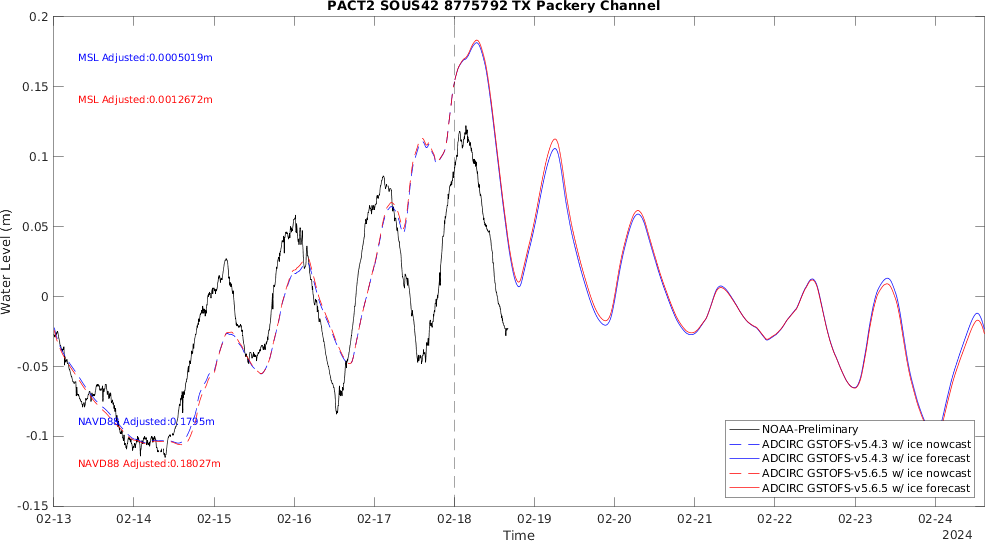 PACT2 SOUS42 8775792 TX Packery Channel
0.2
0.15
0.1
0.05
0
-0.05
-0.1
-0.15
Water Level (m)
MSL Adjusted:0.0005019m
MSL Adjusted:0.0012672m
NAVD88 Adjusted:0.1795m
NAVD88 Adjusted:0.18027m
NOAA-Preliminary
ADCIRC GSTOFS-v5.4.3 w/ ice nowcast
ADCIRC GSTOFS-v5.4.3 w/ ice forecast
ADCIRC GSTOFS-v5.6.5 w/ ice nowcast
ADCIRC GSTOFS-v5.6.5 w/ ice forecast
02-13 02-14 02-15 02-16 02-17 02-18 02-19 02-20 02-21 02-22 02-23 02-24
Time
2024